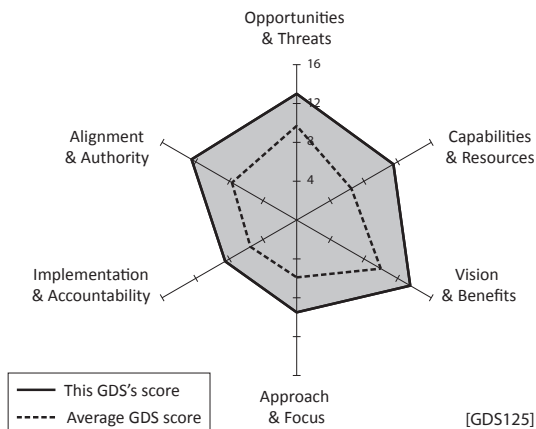 Opportunities
& Threats
16
12
8
4
Alignment
& Authority
Capabilities
& Resources
Implementation
& Accountability
Vision
& Benefits
Approach
& Focus
This GDS's score
Average GDS score
[GDS125]